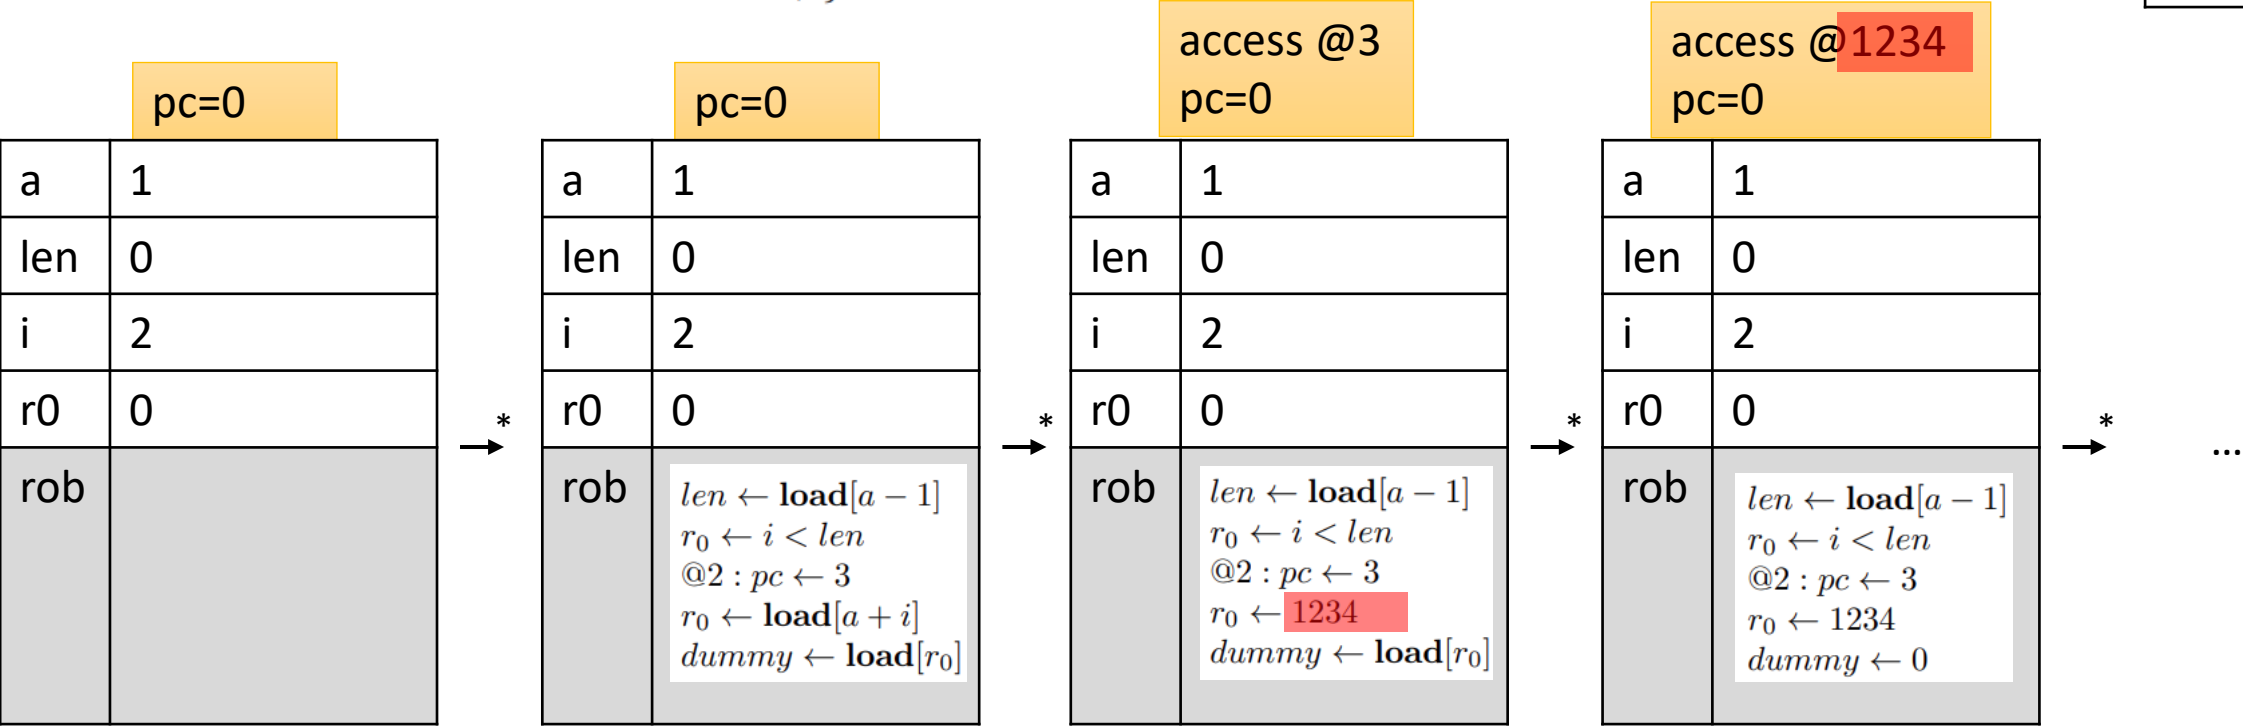 pc=0
a 1
len 0
i 2
r0 0
rob
*
pc=0
a 1
len 0
i 2
r0 0
rob
len ← load[a − 1]
r₀ ← i < len
@2 : pc ← 3
r₀ ← load[a + i]
dummy ← load[r₀]
*
access @3
pc=0
a 1
len 0
i 2
r0 0
rob
len ← load[a − 1]
r₀ ← i < len
@2 : pc ← 3
r₀ ← 1234
dummy ← load[r₀]
*
access @1234
pc=0
a 1
len 0
i 2
r0 0
rob
len ← load[a − 1]
r₀ ← i < len
@2 : pc ← 3
r₀ ← 1234
dummy ← 0
*
...